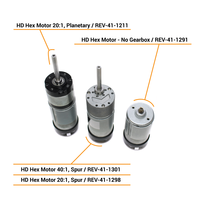 HD Hex Motor 20:1, Planetary / REV-41-1211
HD Hex Motor - No Gearbox / REV-41-1291
HD Hex Motor 40:1, Spur / REV-41-1301
HD Hex Motor 20:1, Spur / REV-41-1298